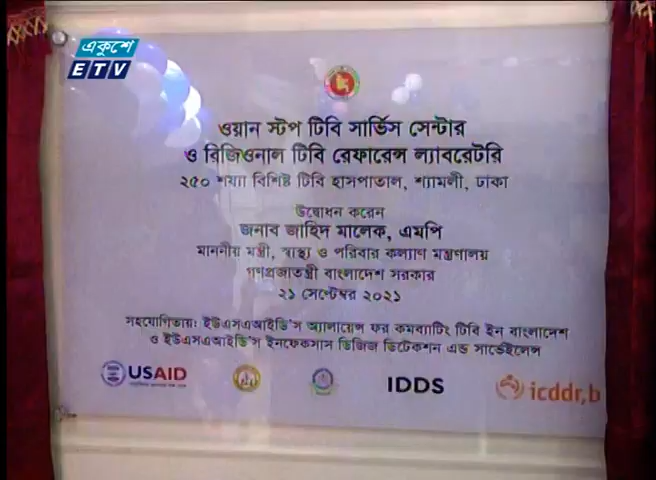 একুশে
ETV
ওয়ান স্টপ টিবি সার্ভিস সেন্টার
ও রিজিওনাল টিবি রেফারেন্স ল্যাবরেটরি
২৫০ শয্যা বিশিষ্ট টিবি হাসপাতাল, শ্যামলী, ঢাকা
উদ্বোধন করেন
জনাব জাহিদ মালেক, এমপি
মাননীয় মন্ত্রী, স্বাস্থ্য ও পরিবার কল্যাণ মন্ত্রণালয়
গণপ্রজাতন্ত্রী বাংলাদেশ সরকার
২১ সেপ্টেম্বর ২০২১
সহযোগিতায়: ইউএসএআইডি'স অ্যালায়েন্স ফর কমব্যাটিং টিবি ইন বাংলাদেশ
ও ইউএসএআইডি'স ইনফেকসাস ডিজিজ ডিটেকশন এন্ড সার্ভেইলেন্স
USAID IDDS icddr,b